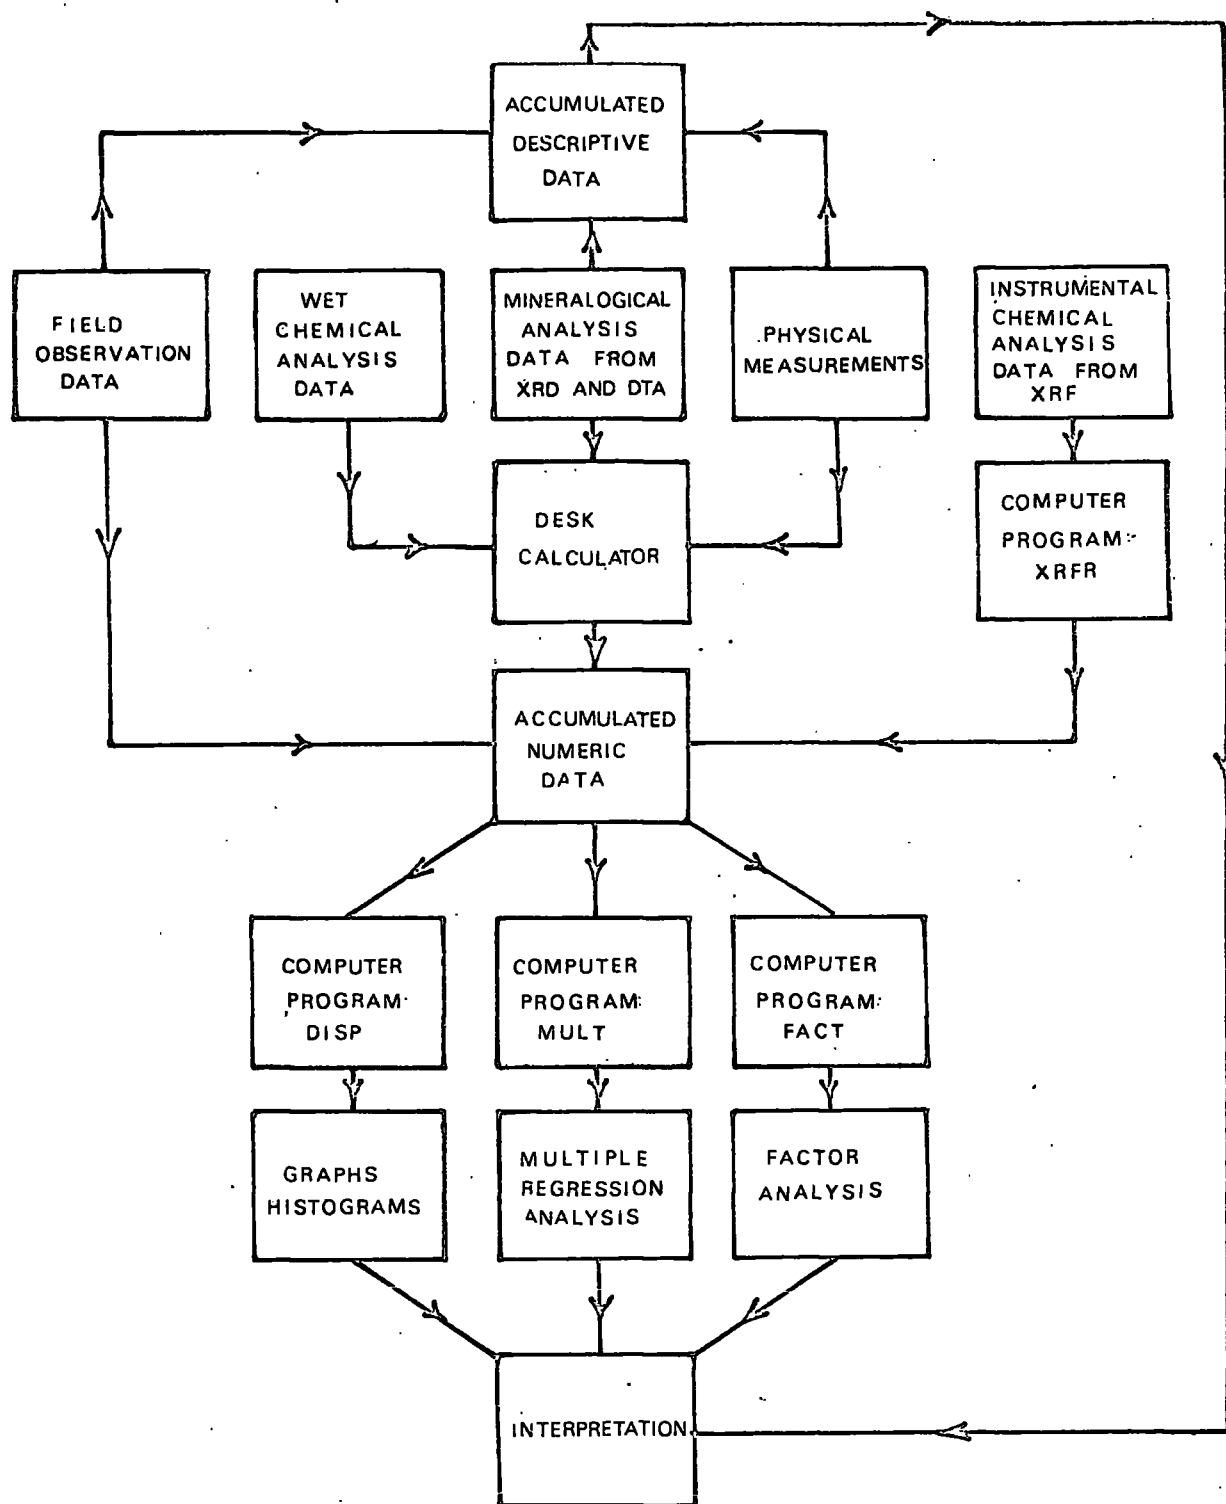 ACCUMULATED
DESCRIPTIVE
DATA
FIELD
OBSERVATION
DATA
WET
CHEMICAL
ANALYSIS
DATA
MINERALOGICAL
ANALYSIS
DATA FROM
XRD AND DTA
PHYSICAL
MEASUREMENTS
INSTRUMENTAL
CHEMICAL
ANALYSIS
DATA FROM
XRF
DESK
CALCULATOR
COMPUTER
PROGRAM:
XRFR
ACCUMULATED
NUMERIC
DATA
COMPUTER
PROGRAM:
DISP
COMPUTER
PROGRAM:
MULT
COMPUTER
PROGRAM:
FACT
GRAPHS
HISTOGRAMS
MULTIPLE
REGRESSION
ANALYSIS
FACTOR
ANALYSIS
INTERPRETATION